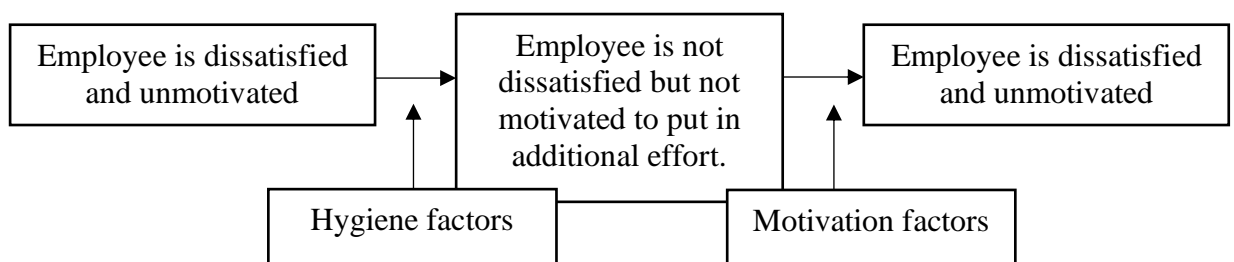 Employee is dissatisfied
and unmotivated
Employee is not
dissatisfied but not
motivated to put in
additional effort.
Employee is dissatisfied
and unmotivated
Hygiene factors
Motivation factors